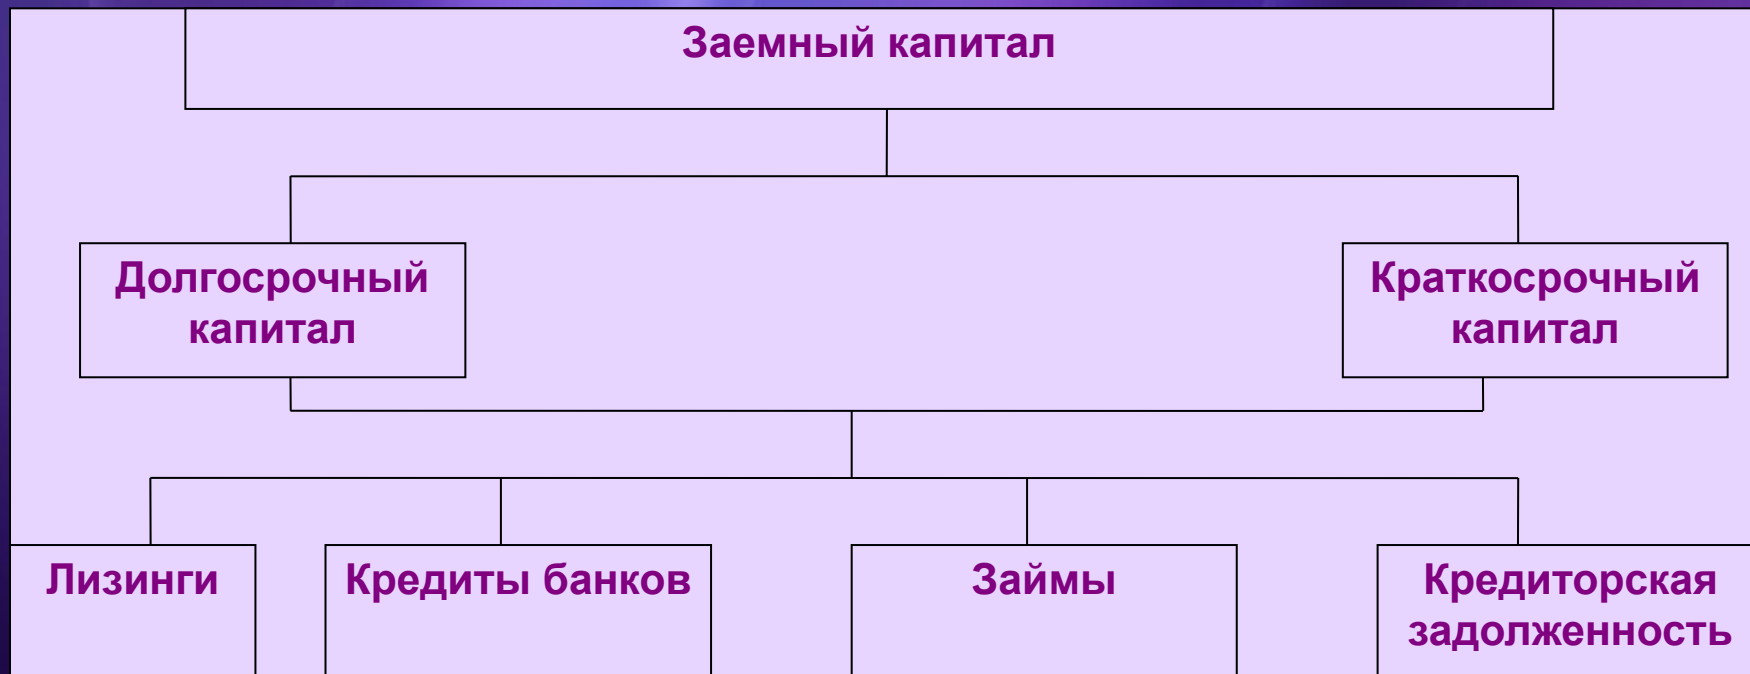 Заемный капитал
Долгосрочный
капитал
Краткосрочный
капитал
Лизинги
Кредиты банков
Займы
Кредиторская
задолженность